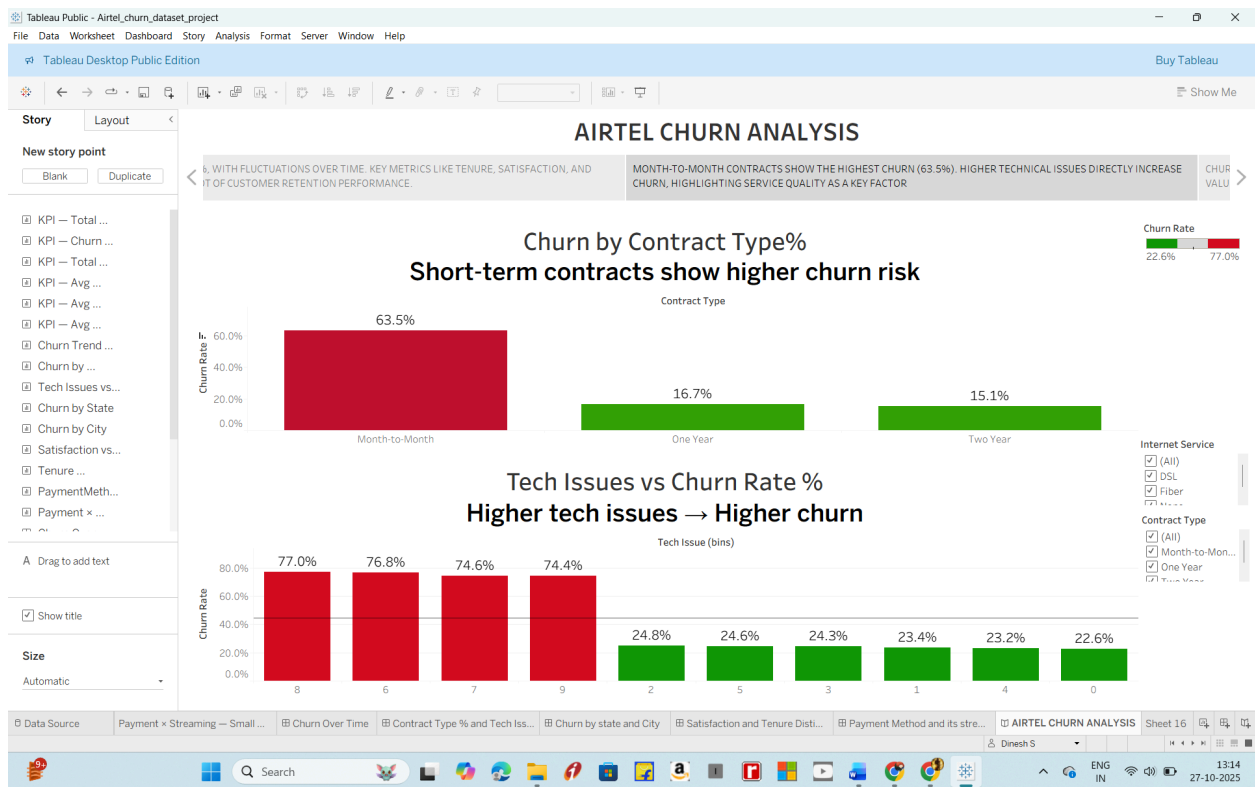 Tableau Public - Airtel_churn_dataset_project
File Data Worksheet Dashboard Story Analysis Format Server Window Help
Tableau Desktop Public Edition
Buy Tableau
Show Me
Story Layout
New story point
Blank Duplicate
KPI — Total ...
KPI — Churn ...
KPI — Total ...
KPI — Avg ...
KPI — Avg ...
KPI — Avg ...
Churn Trend ...
Churn by ...
Tech Issues vs...
Churn by State
Churn by City
Satisfaction vs...
Tenure ...
PaymentMeth...
Payment × ...
A Drag to add text
Show title
Size
Automatic
AIRTEL CHURN ANALYSIS
%, WITH FLUCTUATIONS OVER TIME. KEY METRICS LIKE TENURE, SATISFACTION, AND
OF CUSTOMER RETENTION PERFORMANCE.
MONTH-TO-MONTH CONTRACTS SHOW THE HIGHEST CHURN (63.5%). HIGHER TECHNICAL ISSUES DIRECTLY INCREASE
CHURN, HIGHLIGHTING SERVICE QUALITY AS A KEY FACTOR
CHUR
VALU
Churn by Contract Type%
Short-term contracts show higher churn risk
Contract Type
Churn Rate
60.0%
40.0%
20.0%
0.0%
63.5%
16.7%
15.1%
Month-to-Month
One Year
Two Year
Tech Issues vs Churn Rate %
Higher tech issues → Higher churn
Tech Issue (bins)
Churn Rate
80.0%
60.0%
40.0%
20.0%
0.0%
77.0% 76.8% 74.6% 74.4% 24.8% 24.6% 24.3% 23.4% 23.2% 22.6%
8 6 7 9 2 5 3 1 4 0
Churn Rate
22.6% 77.0%
Internet Service
(All)
DSL
Fiber
None
Contract Type
(All)
Month-to-Mon...
One Year
Two Year
Data Source
Payment × Streaming — Small ...
Churn Over Time
Contract Type % and Tech Iss...
Churn by state and City
Satisfaction and Tenure Disti...
Payment Method and its stre...
AIRTEL CHURN ANALYSIS
Sheet 16
Dinesh S
9+
Search
ENG
IN
13:14
27-10-2025